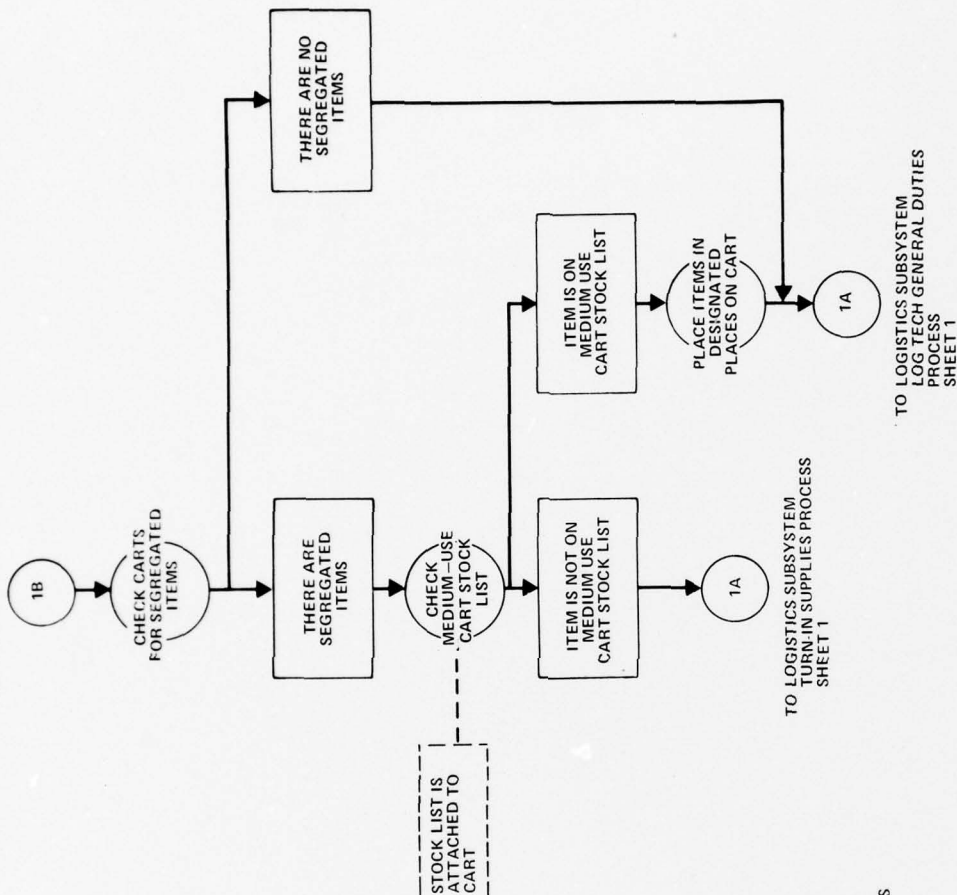 1B
CHECK CARTS
FOR SEGREGATED
ITEMS
THERE ARE NO
SEGREGATED
ITEMS
THERE ARE
SEGREGATED
ITEMS
STOCK LIST IS
ATTACHED TO
CART
CHECK
MEDIUM-USE
CART STOCK
LIST
ITEM IS NOT ON
MEDIUM USE
CART STOCK LIST
ITEM IS ON
MEDIUM USE
CART STOCK LIST
PLACE ITEMS IN
DESIGNATED
PLACES ON CART
1A
TO LOGISTICS SUBSYSTEM
TURN-IN SUPPLIES PROCESS
SHEET 1
1A
TO LOGISTICS SUBSYSTEM
LOG TECH GENERAL DUTIES
PROCESS
SHEET 1
S